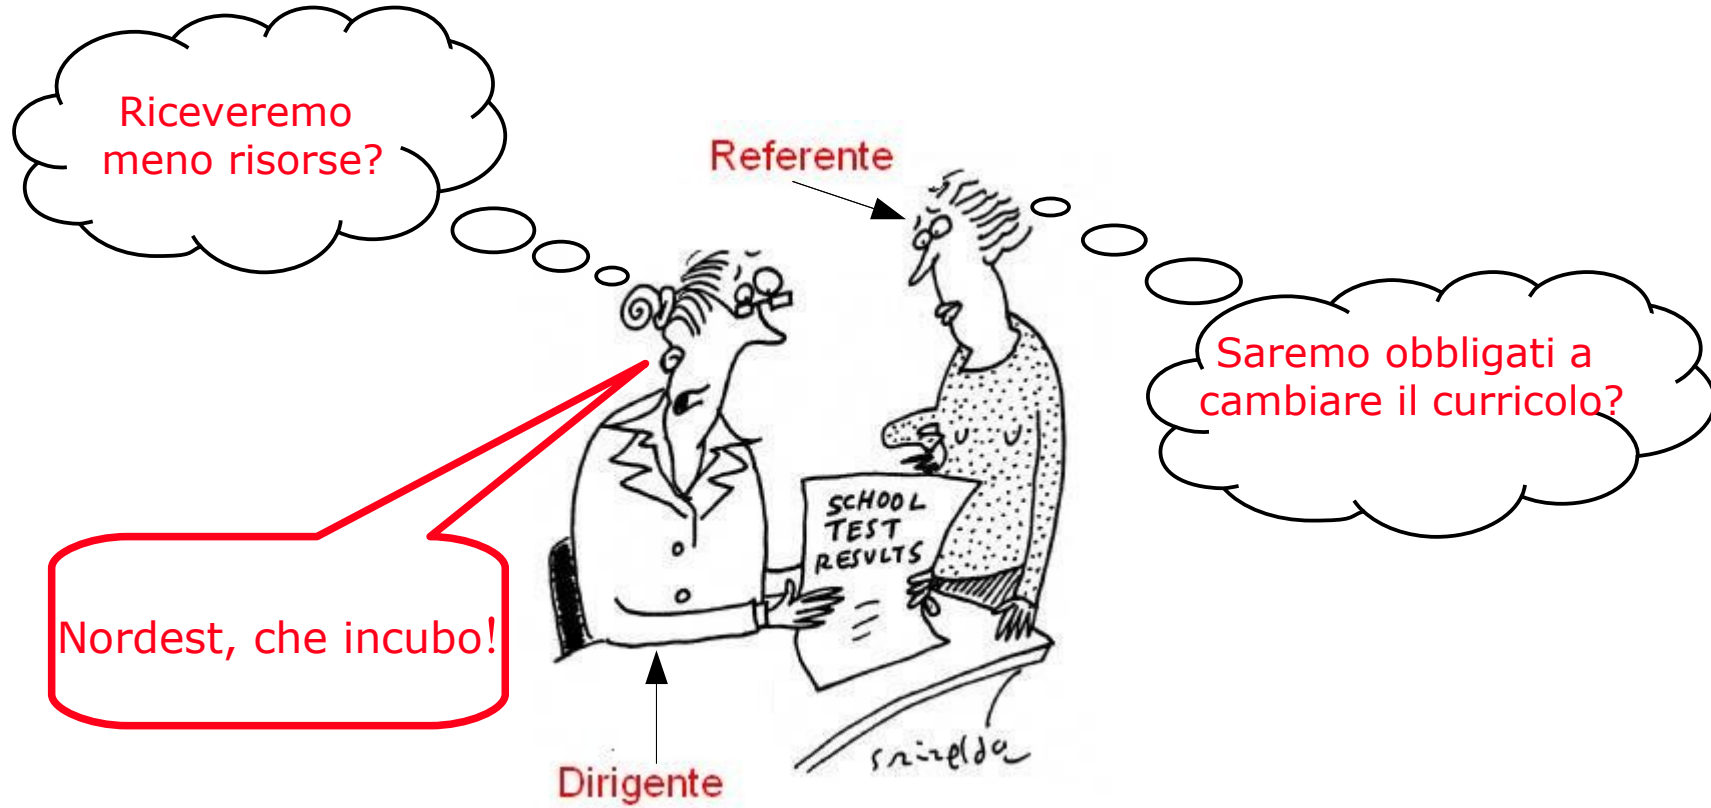 Riceveremo
meno risorse?
Referente
Saremo obbligati a
cambiare il curricolo?
SCHOOL
TEST
RESULTS
Nordest, che incubo!
Dirigente